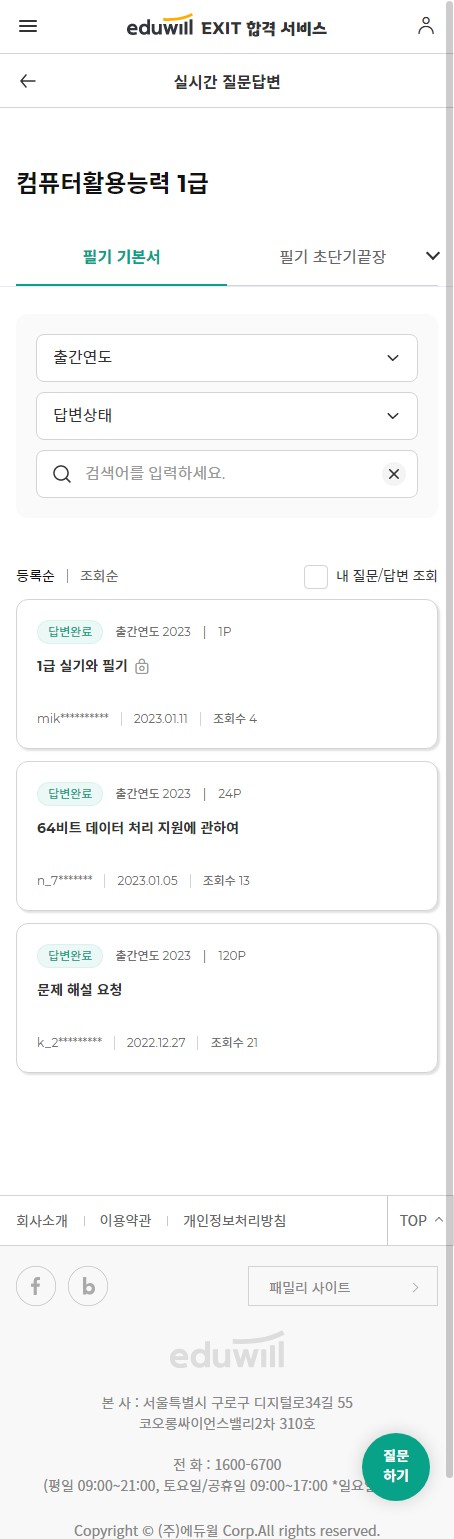 eduwill EXIT 합격 서비스
실시간 질문답변
컴퓨터활용능력 1급
필기 기본서 필기 초단기끝장
출간연도
답변상태
검색어를 입력하세요.
등록순 | 조회순 내 질문/답변 조회
답변완료 출간연도 2023 | 1P
1급 실기와 필기
mik********** | 2023.01.11 | 조회수 4
답변완료 출간연도 2023 | 24P
64비트 데이터 처리 지원에 관하여
n_7******* | 2023.01.05 | 조회수 13
답변완료 출간연도 2023 | 120P
문제 해설 요청
k_2********* | 2022.12.27 | 조회수 21
회사소개 | 이용약관 | 개인정보처리방침 TOP
f b 패밀리 사이트
eduwill
본 사 : 서울특별시 구로구 디지털로34길 55
코오롱싸이언스밸리2차 310호
전 화 : 1600-6700
(평일 09:00~21:00, 토요일/공휴일 09:00~17:00 *일요
질문
하기
Copyright © (주)에듀윌 Corp.All rights reserved.